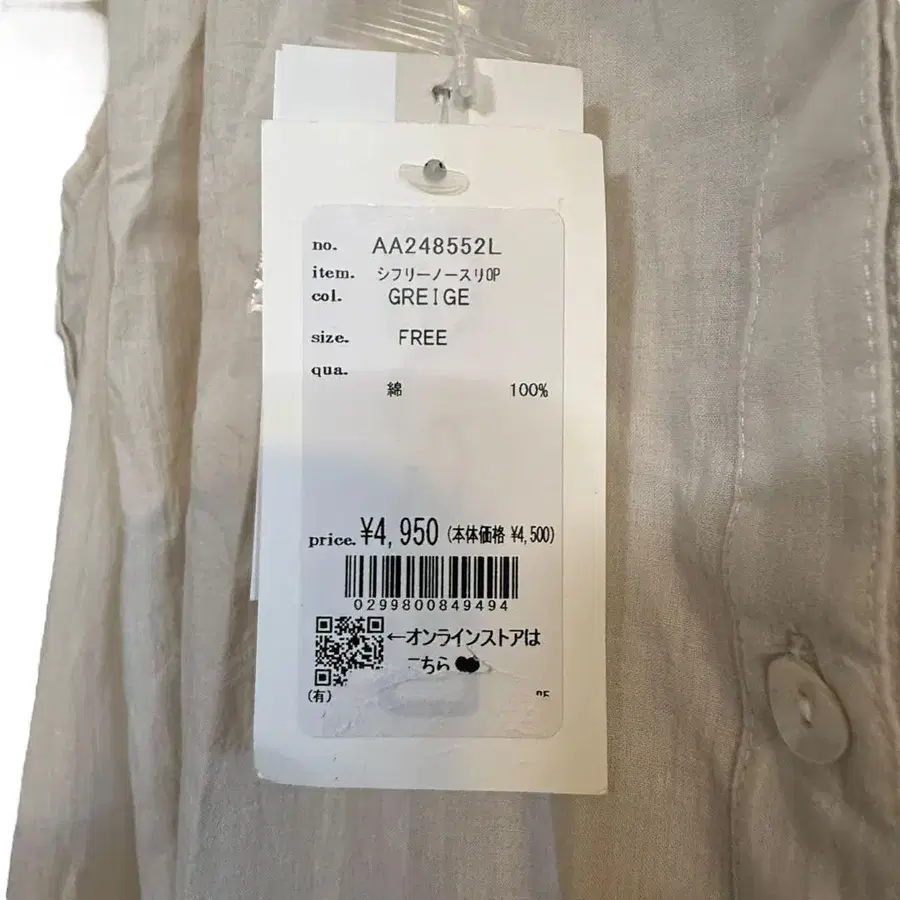 no. AA248552L
item. シフリーノースリOP
col. GREIGE
size. FREE
qua.
綿 100%
price. ¥4,950 (本体価格 ¥4,500)
0299800849494
←オンラインストアは
こちら
(有)